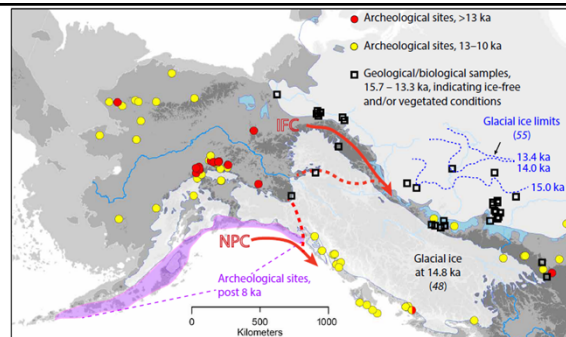 Archeological sites, >13 ka
Archeological sites, 13–10 ka
Geological/biological samples,
15.7 – 13.3 ka, indicating ice-free
and/or vegetated conditions
Glacial ice limits
(55)
13.4 ka
14.0 ka
15.0 ka
IFC
NPC
Glacial ice
at 14.8 ka
(48)
Archeological sites,
post 8 ka
0 500 1000
Kilometers